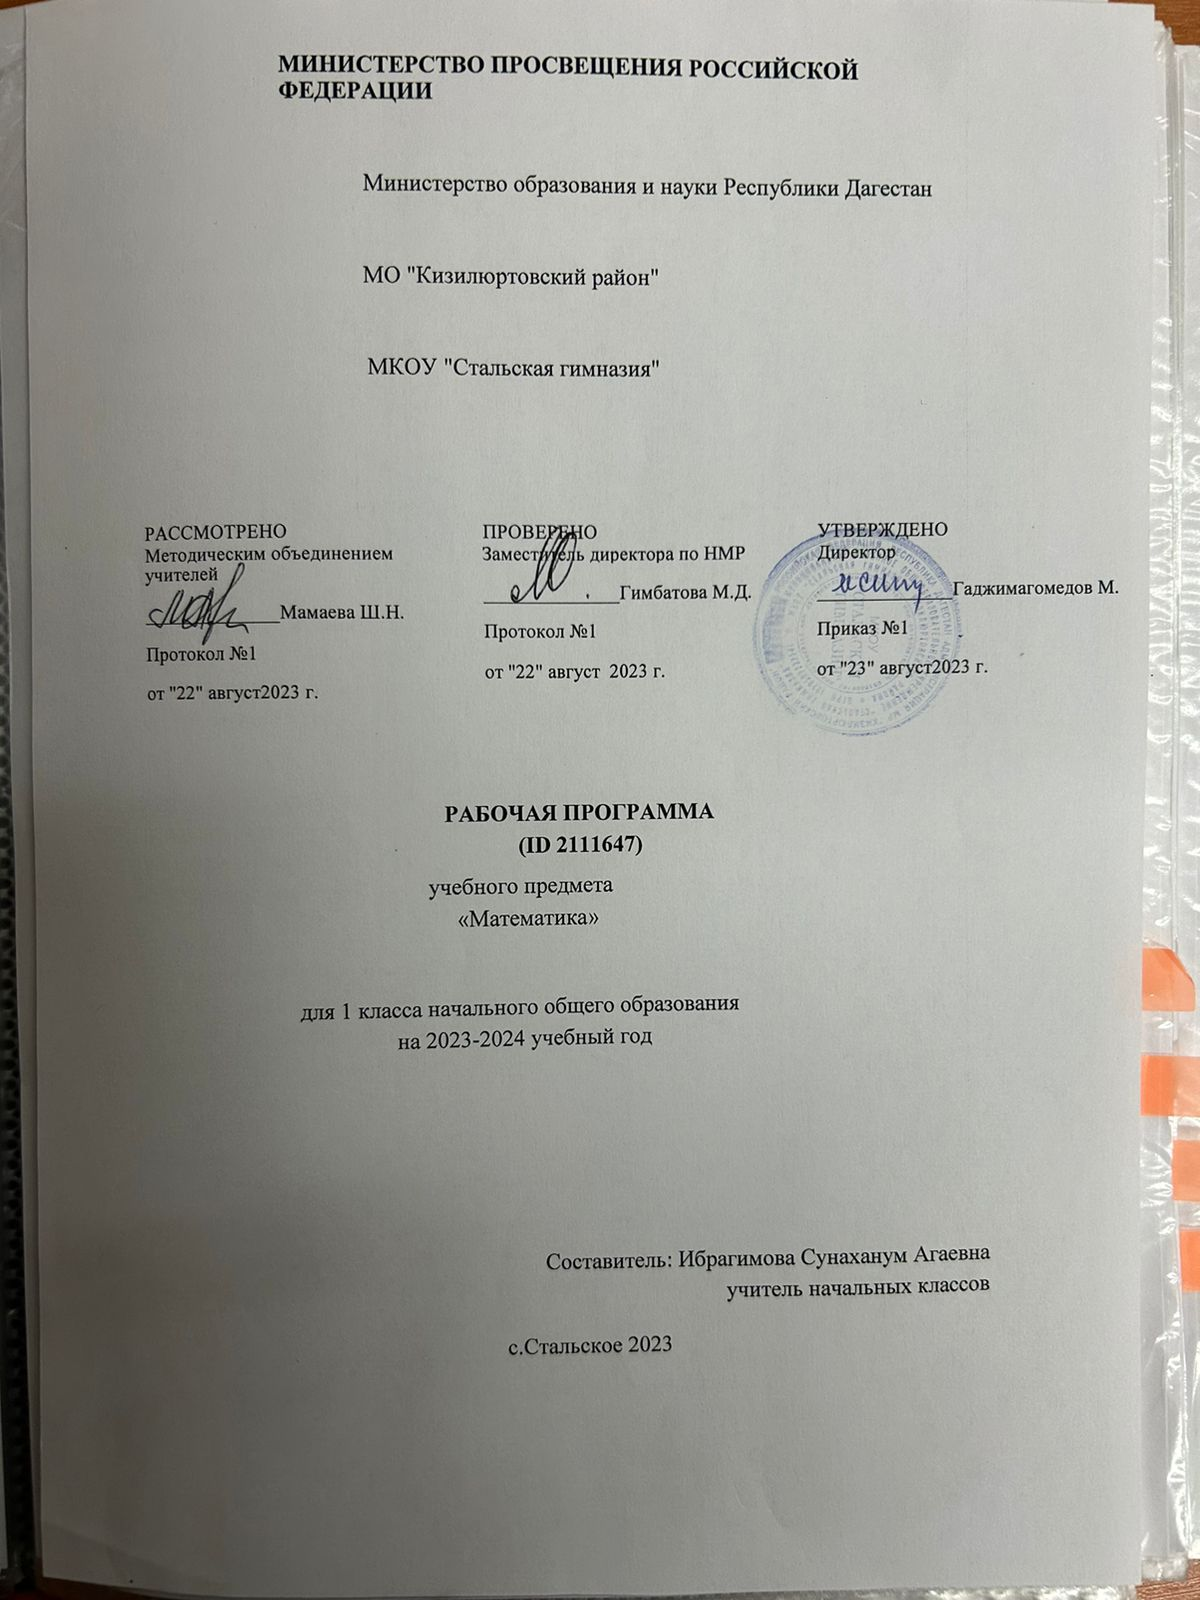 МИНИСТЕРСТВО ПРОСВЕЩЕНИЯ РОССИЙСКОЙ
ФЕДЕРАЦИИ
Министерство образования и науки Республики Дагестан
МО "Кизилюртовский район"
МКОУ "Стальская гимназия"
РАССМОТРЕНО
Методическим объединением
учителей
Мамаева Ш.Н.
Протокол №1
от "22" август2023 г.
ПРОВЕРЕНО
Заместитель директора по НМР
Гимбатова М.Д.
Протокол №1
от "22" август 2023 г.
УТВЕРЖДЕНО
Директор
Гаджимагомедов М.
Приказ №1
от "23" август2023 г.
РАБОЧАЯ ПРОГРАММА
(ID 2111647)
учебного предмета
«Математика»
для 1 класса начального общего образования
на 2023-2024 учебный год
Составитель: Ибрагимова Сунаханум Агаевна
учитель начальных классов
с.Стальское 2023